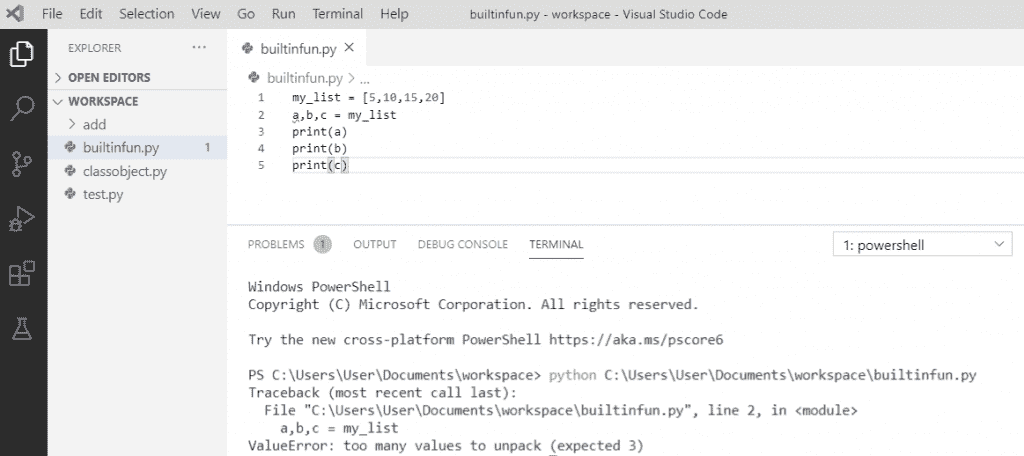 File Edit Selection View Go Run Terminal Help builtinfun.py - workspace - Visual Studio Code
EXPLORER ...
OPEN EDITORS
WORKSPACE
add
builtinfun.py 1
classobject.py
test.py
builtinfun.py ×
builtinfun.py > ...
1 my_list = [5,10,15,20]
2 a,b,c = my_list
3 print(a)
4 print(b)
5 print(c)
PROBLEMS 1 OUTPUT DEBUG CONSOLE TERMINAL 1: powershell
Windows PowerShell
Copyright (C) Microsoft Corporation. All rights reserved.
Try the new cross-platform PowerShell https://aka.ms/pscore6
PS C:\Users\User\Documents\workspace> python C:\Users\User\Documents\workspace\builtinfun.py
Traceback (most recent call last):
File "C:\Users\User\Documents\workspace\builtinfun.py", line 2, in <module>
a,b,c = my_list
ValueError: too many values to unpack (expected 3)